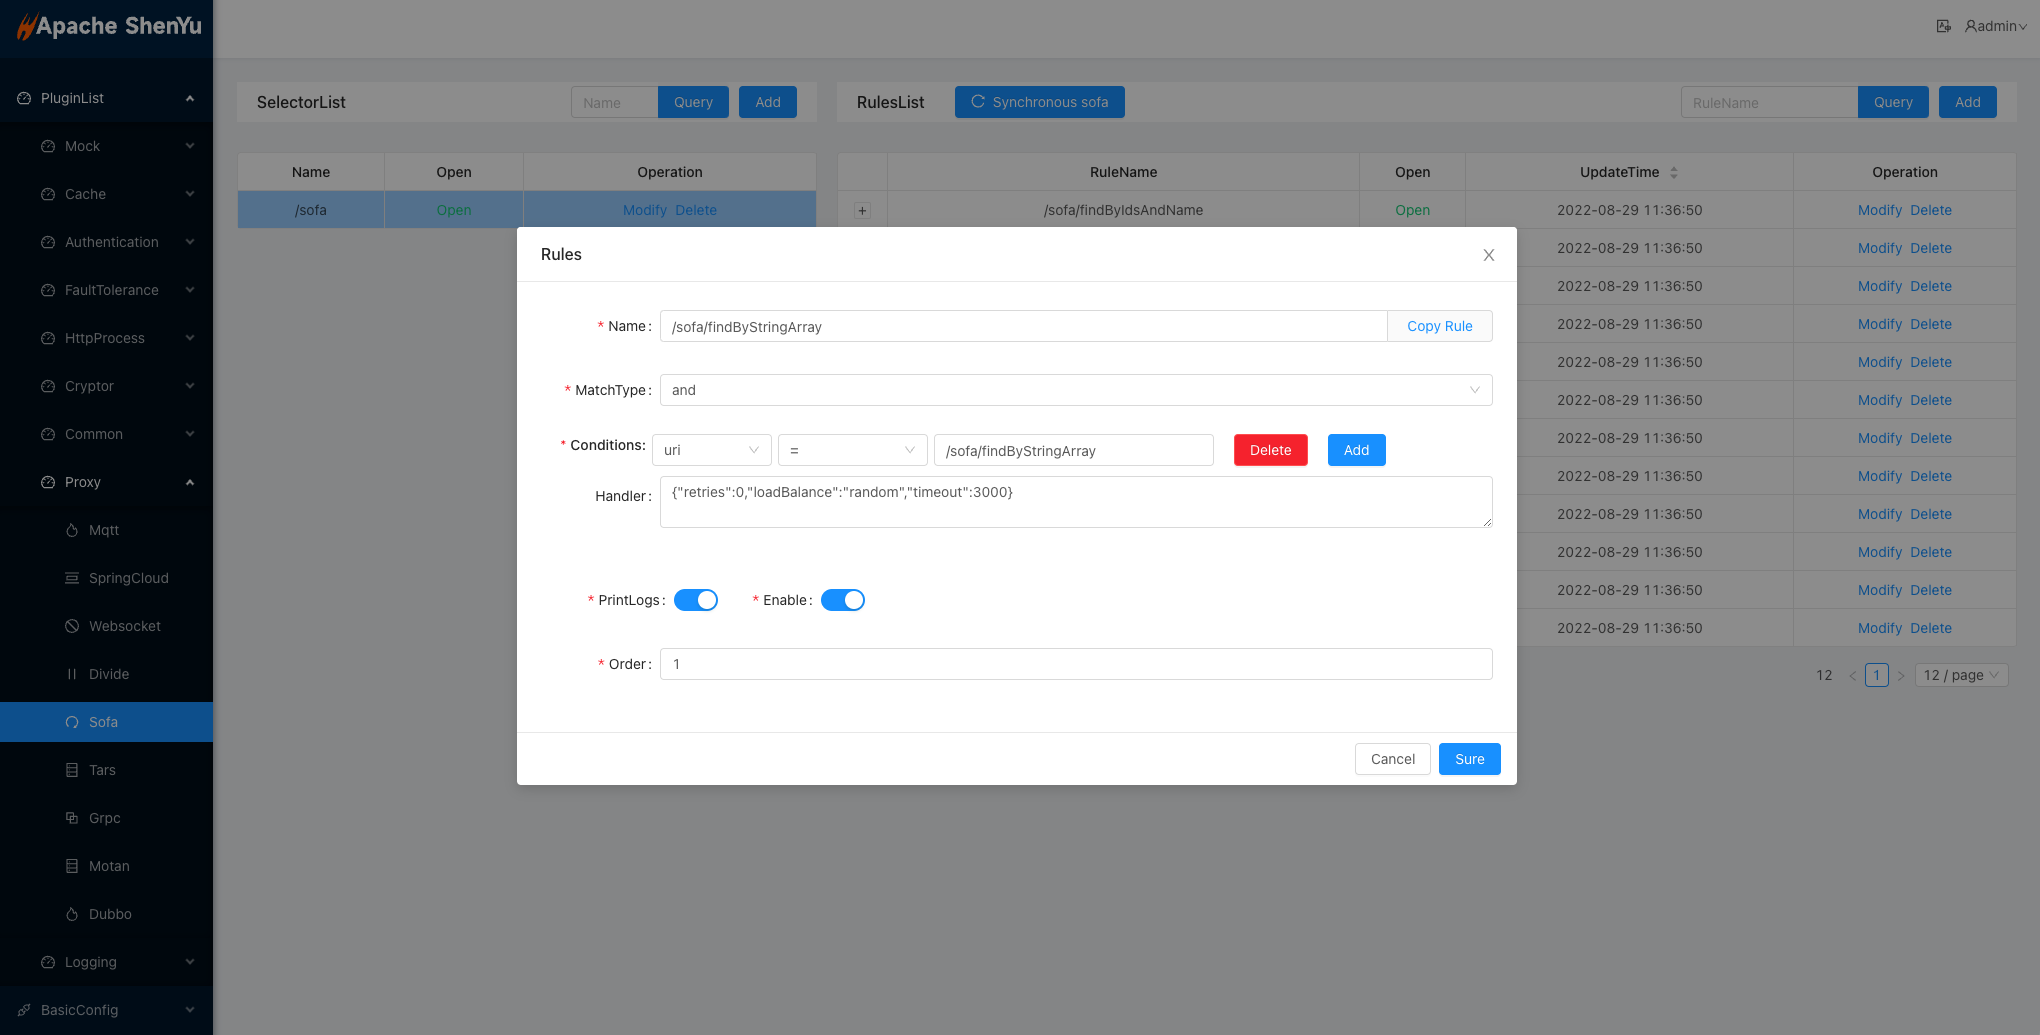 Apache ShenYu
admin
PluginList
Mock
Cache
Authentication
FaultTolerance
HttpProcess
Cryptor
Common
Proxy
Mqtt
SpringCloud
Websocket
Divide
Sofa
Tars
Grpc
Motan
Dubbo
Logging
BasicConfig
SelectorList Name Query Add
Name Open Operation
/sofa Open Modify Delete
RulesList Synchronous sofa RuleName Query Add
RuleName Open UpdateTime Operation
+ /sofa/findByIdsAndName Open 2022-08-29 11:36:50 Modify Delete
2022-08-29 11:36:50 Modify Delete
2022-08-29 11:36:50 Modify Delete
2022-08-29 11:36:50 Modify Delete
2022-08-29 11:36:50 Modify Delete
2022-08-29 11:36:50 Modify Delete
2022-08-29 11:36:50 Modify Delete
2022-08-29 11:36:50 Modify Delete
2022-08-29 11:36:50 Modify Delete
2022-08-29 11:36:50 Modify Delete
2022-08-29 11:36:50 Modify Delete
2022-08-29 11:36:50 Modify Delete
12 < 1 > 12 / page
Rules
* Name: /sofa/findByStringArray Copy Rule
* MatchType: and
* Conditions: uri = /sofa/findByStringArray Delete Add
Handler: {"retries":0,"loadBalance":"random","timeout":3000}
* PrintLogs: * Enable:
* Order: 1
Cancel Sure